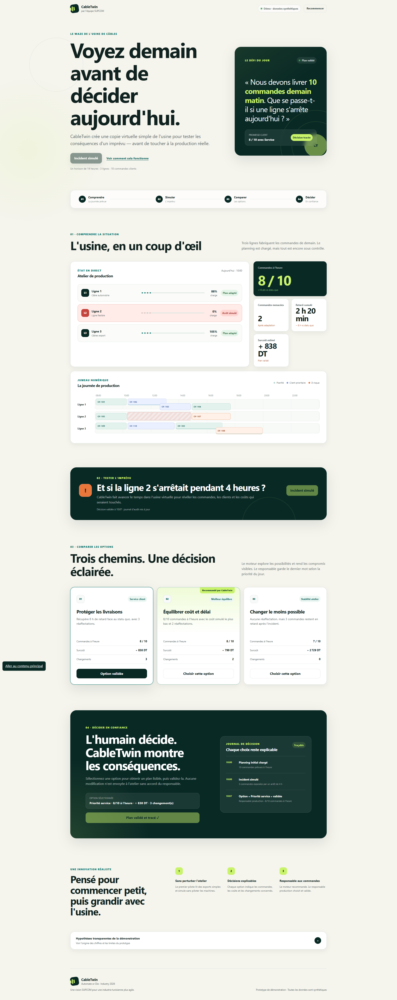 CableTwin
par l'équipe SUPCOM
Démo · données synthétiques
Recommencer
LE WAZE DE L'USINE DE CÂBLES
Voyez demain
avant de
décider
aujourd'hui.
CableTwin crée une copie virtuelle simple de l'usine pour tester les
conséquences d'un imprévu — avant de toucher à la production réelle.
Incident simulé
Voir comment cela fonctionne
Un horizon de 14 heures · 3 lignes · 10 commandes clients
LE DÉFI DU JOUR
Plan validé
« Nous devons livrer 10
commandes demain
matin. Que se passe-t-
il si une ligne s'arrête
aujourd'hui ? »
PROMESSE CLIENT
8 / 10 avec Service
Décision tracée
01
Comprendre
La journée prévue
02
Simuler
L'imprévu
03
Comparer
Les options
04
Décider
En confiance
01 · COMPRENDRE LA SITUATION
L'usine, en un coup d'œil
Trois lignes fabriquent les commandes de demain. Le
planning est chargé, mais tout est encore sous contrôle.
ÉTAT EN DIRECT
Atelier de production
Aujourd'hui · 10:00
L1
Ligne 1
Câble automobile
88%
charge
Plan adapté
L2
Ligne 2
Ligne flexible
0%
charge
Arrêt simulé
L3
Ligne 3
Câbles export
105%
charge
Plan adapté
Commandes à l'heure
8 / 10
+10 pts vs statu quo
Commandes menacées
2
Après adaptation
Retard cumulé
2 h 20
min
− 8 h vs statu quo
Surcoût estimé
+ 838
DT
Plan validé
JUMEAU NUMÉRIQUE
La journée de production
Planifié
Client prioritaire
À risque
08:00 10:00 12:00 14:00 16:00 18:00 20:00 22:00
Ligne 1
OF-101
OF-106
OF-102
OF-104
Ligne 2
OF-105
OF-107
Ligne 3
OF-109
OF-110
OF-103
OF-108
02 · TESTER L'IMPRÉVU
!
Et si la ligne 2 s'arrêtait pendant 4 heures ?
CableTwin fait avancer le temps dans l'usine virtuelle pour révéler les commandes, les clients et les coûts qui
seraient touchés.
Décision validée à 10:07 · journal d'audit mis à jour
Incident simulé
03 · COMPARER LES OPTIONS
Trois chemins. Une décision
éclairée.
Le moteur explore les possibilités et rend les compromis
visibles. Le responsable garde le dernier mot selon la
priorité du jour.
01
Service client
Protéger les livraisons
Récupère 8 h de retard face au statu quo, avec 3
réaffectations.
Commandes à l'heure 8 / 10
Surcoût + 838 DT
Changements 3
Option validée
Recommandé par CableTwin
02
Meilleur équilibre
Équilibrer coût et délai
8/10 commandes à l'heure avec le coût simulé le plus
bas et 2 réaffectations.
Commandes à l'heure 8 / 10
Surcoût + 799 DT
Changements 2
Choisir cette option
03
Stabilité atelier
Changer le moins possible
Aucune réaffectation, mais 3 commandes restent en
retard après l'incident.
Commandes à l'heure 7 / 10
Surcoût + 2 729 DT
Changements 0
Choisir cette option
Aller au contenu principal
04 · DÉCIDER EN CONFIANCE
L'humain décide.
CableTwin montre
les conséquences.
Sélectionnez une option pour obtenir un plan lisible, puis validez-la. Aucune
modification n'est envoyée à l'atelier sans accord du responsable.
OPTION SÉLECTIONNÉE
Priorité service · 8/10 à l'heure · + 838 DT · 3 changement(s)
Plan validé et tracé ✓
JOURNAL DE DÉCISION
Chaque choix reste explicable
Traçable
10:00
Planning initial chargé
10 commandes prévues à l'heure
10:00
Incident simulé
3 commandes exposées par un arrêt de 4 h
10:07
Option « Priorité service » validée
Responsable production · 8/10 commandes à l'heure
UNE INNOVATION RÉALISTE
Pensé pour
commencer petit,
puis grandir avec
l'usine.
1
Sans perturber l'atelier
Le premier pilote lit des exports simples
et simule sans piloter les machines.
2
Décisions explicables
Chaque option indique les commandes,
les coûts et les changements concernés.
3
Responsable aux commandes
Le moteur recommande. Le responsable
production choisit et valide.
Hypothèses transparentes de la démonstration
Voir l'origine des chiffres et les limites du prototype
+
CableTwin
Automate or Die · Industry 2026
Une vision SUPCOM pour une industrie tunisienne plus agile.
Prototype de démonstration · Toutes les données sont synthétiques